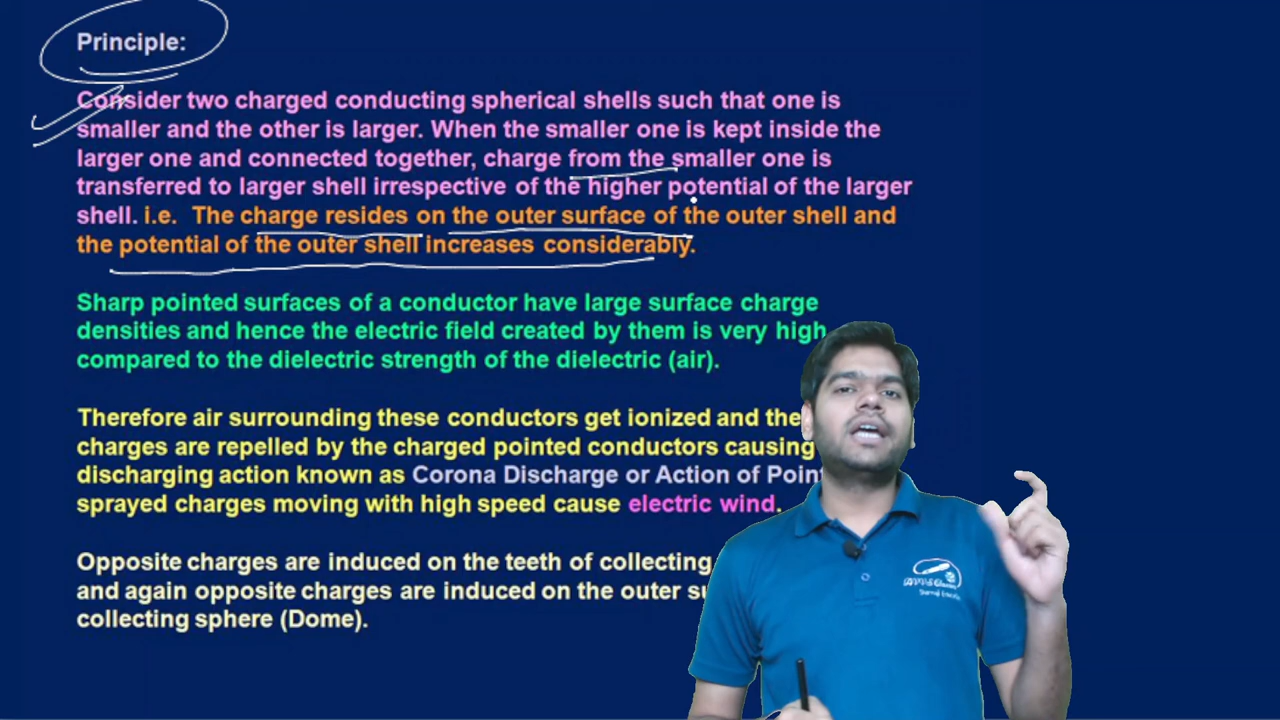 Principle:
Consider two charged conducting spherical shells such that one is
smaller and the other is larger. When the smaller one is kept inside the
larger one and connected together, charge from the smaller one is
transferred to larger shell irrespective of the higher potential of the larger
shell. i.e. The charge resides on the outer surface of the outer shell and
the potential of the outer shell increases considerably.
Sharp pointed surfaces of a conductor have large surface charge
densities and hence the electric field created by them is very high
compared to the dielectric strength of the dielectric (air).
Therefore air surrounding these conductors get ionized and the
charges are repelled by the charged pointed conductors causing
discharging action known as Corona Discharge or Action of
sprayed charges moving with high speed cause electric wind.
Opposite charges are induced on the teeth of collecting
and again opposite charges are induced on the outer
collecting sphere (Dome).